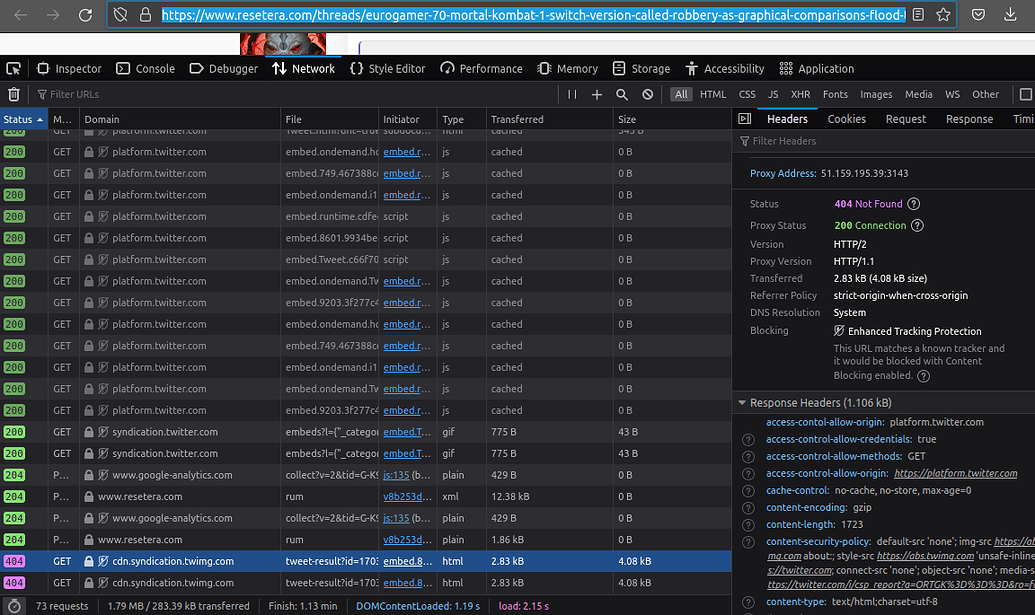 https://www.resetera.com/threads/eurogamer-70-mortal-kombat-1-switch-version-called-robbery-as-graphical-comparisons-flood-
Inspector Console Debugger Network Style Editor Performance Memory Storage Accessibility Application
Filter URLs All HTML CSS JS XHR Fonts Images Media WS Other
Status M... Domain File Initiator Type Transferred Size
200 GET platform.twitter.com html cached 343 B
200 GET platform.twitter.com embed.ondemand.ho embed.r... js cached 0 B
200 GET platform.twitter.com embed.749.467388c embed.r... js cached 0 B
200 GET platform.twitter.com embed.ondemand.i1 embed.r... js cached 0 B
200 GET platform.twitter.com embed.runtime.cdfe script js cached 0 B
200 GET platform.twitter.com embed.8601.9934be script js cached 0 B
200 GET platform.twitter.com embed.Tweet.c66f70 script js cached 0 B
200 GET platform.twitter.com embed.ondemand.Tw embed.r... js cached 0 B
200 GET platform.twitter.com embed.9203.3f277c4 embed.r... js cached 0 B
200 GET platform.twitter.com embed.ondemand.ho embed.r... js cached 0 B
200 GET platform.twitter.com embed.749.467388c embed.r... js cached 0 B
200 GET platform.twitter.com embed.ondemand.i1 embed.r... js cached 0 B
200 GET platform.twitter.com embed.ondemand.Tw embed.r... js cached 0 B
200 GET platform.twitter.com embed.9203.3f277c4 embed.r... js cached 0 B
200 GET syndication.twitter.com embeds?l={"_categor embed.T... gif 775 B 43 B
200 GET syndication.twitter.com embeds?l={"_categor embed.T... gif 775 B 43 B
204 P... www.google-analytics.com collect?v=2&tid=G-K9 js:135 (b... plain 429 B 0 B
204 P... www.resetera.com rum v8b253d... xml 12.38 kB 0 B
204 P... www.google-analytics.com collect?v=2&tid=G-K9 js:135 (b... plain 429 B 0 B
204 P... www.resetera.com rum v8b253d... plain 1.86 kB 0 B
404 GET cdn.syndication.twimg.com tweet-result?id=1703 embed.8... html 2.83 kB 4.08 kB
404 GET cdn.syndication.twimg.com tweet-result?id=1703 embed.8... html 2.83 kB 4.08 kB
73 requests 1.79 MB / 283.39 kB transferred Finish: 1.13 min DOMContentLoaded: 1.19 s load: 2.15 s
Headers Cookies Request Response Timi
Filter Headers
Proxy Address: 51.159.195.39:3143
Status 404 Not Found
Proxy Status 200 Connection
Version HTTP/2
Proxy Version HTTP/1.1
Transferred 2.83 kB (4.08 kB size)
Referrer Policy strict-origin-when-cross-origin
DNS Resolution System
Blocking Enhanced Tracking Protection
This URL matches a known tracker and
it would be blocked with Content
Blocking enabled.
Response Headers (1.106 kB)
access-contol-allow-origin: platform.twitter.com
access-control-allow-credentials: true
access-control-allow-methods: GET
access-control-allow-origin: https://platform.twitter.com
cache-control: no-cache, no-store, max-age=0
content-encoding: gzip
content-length: 1723
content-security-policy: default-src 'none'; img-src https://ab
mg.com about:; style-src https://abs.twimg.com 'unsafe-inline
s://twitter.com; connect-src 'none'; object-src 'none'; media-s
ttps://twitter.com/i/csp_report?a=ORTGK%3D%3D%3D&ro=f
content-type: text/html;charset=utf-8